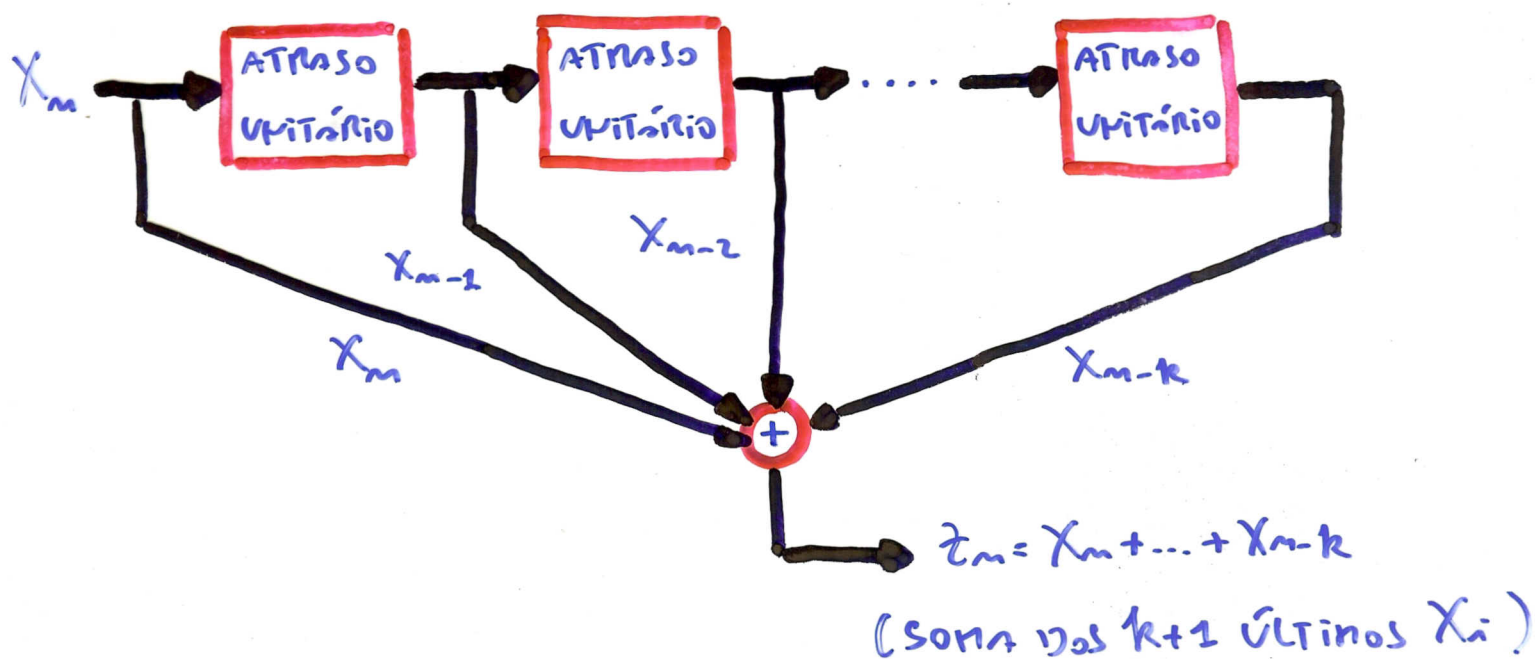 Xn
ATRASO
UNITÁRIO
ATRASO
UNITÁRIO
....
ATRASO
UNITÁRIO
Xn-1
Xn-2
Xn
Xn-k
+
Zn = Xn + ... + Xn-k
(SOMA DOS k+1 ÚLTIMOS Xi)